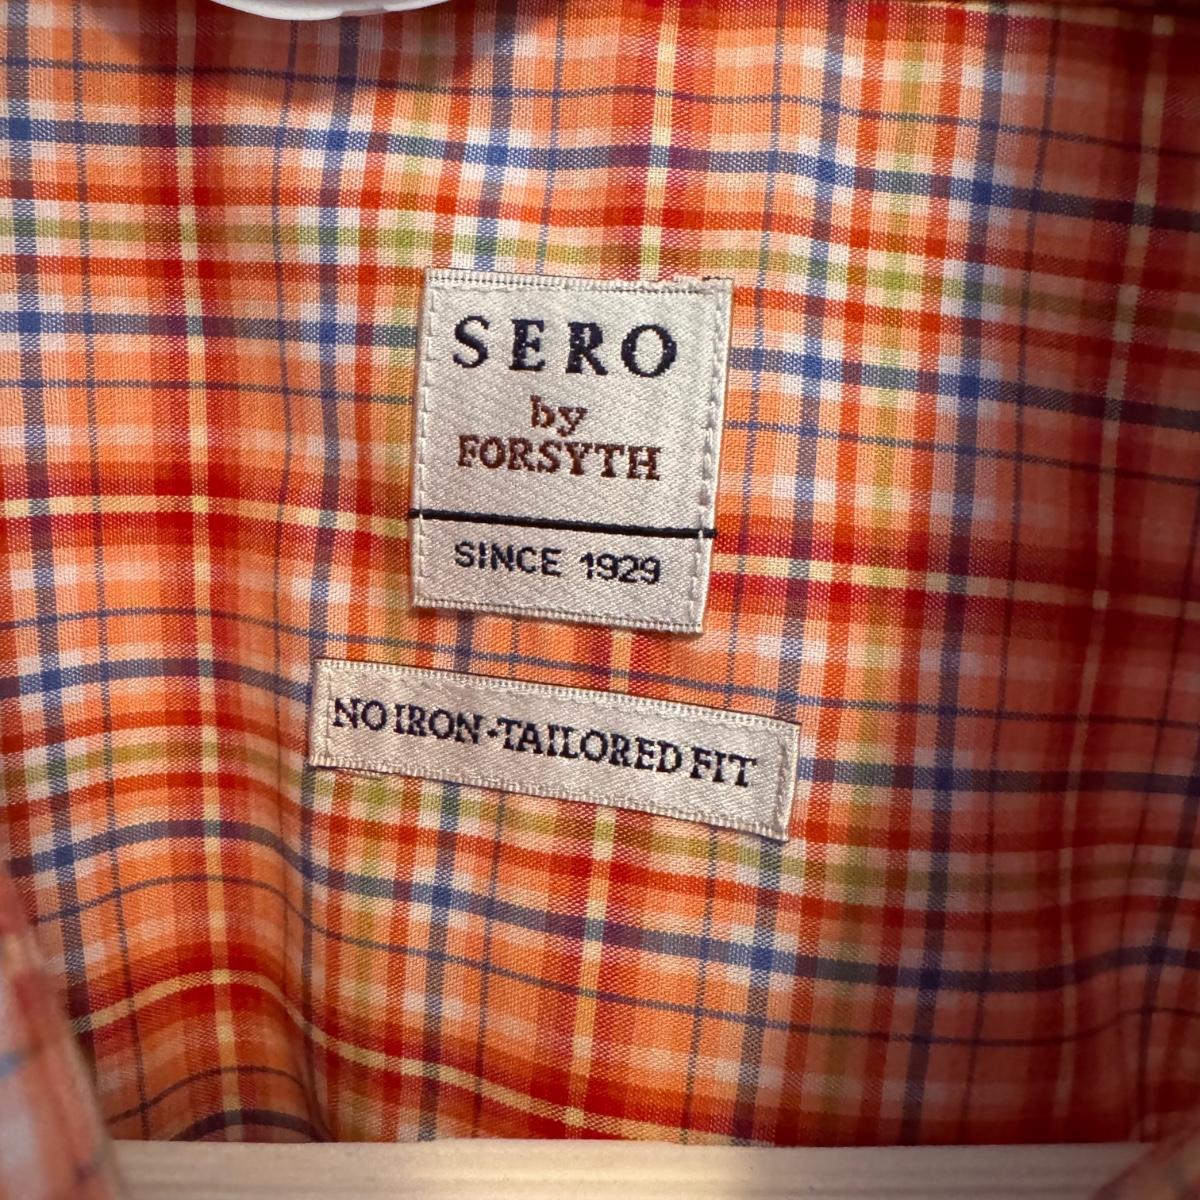 SERO
by
FORSYTH
SINCE 1929
NO IRON-TAILORED FIT